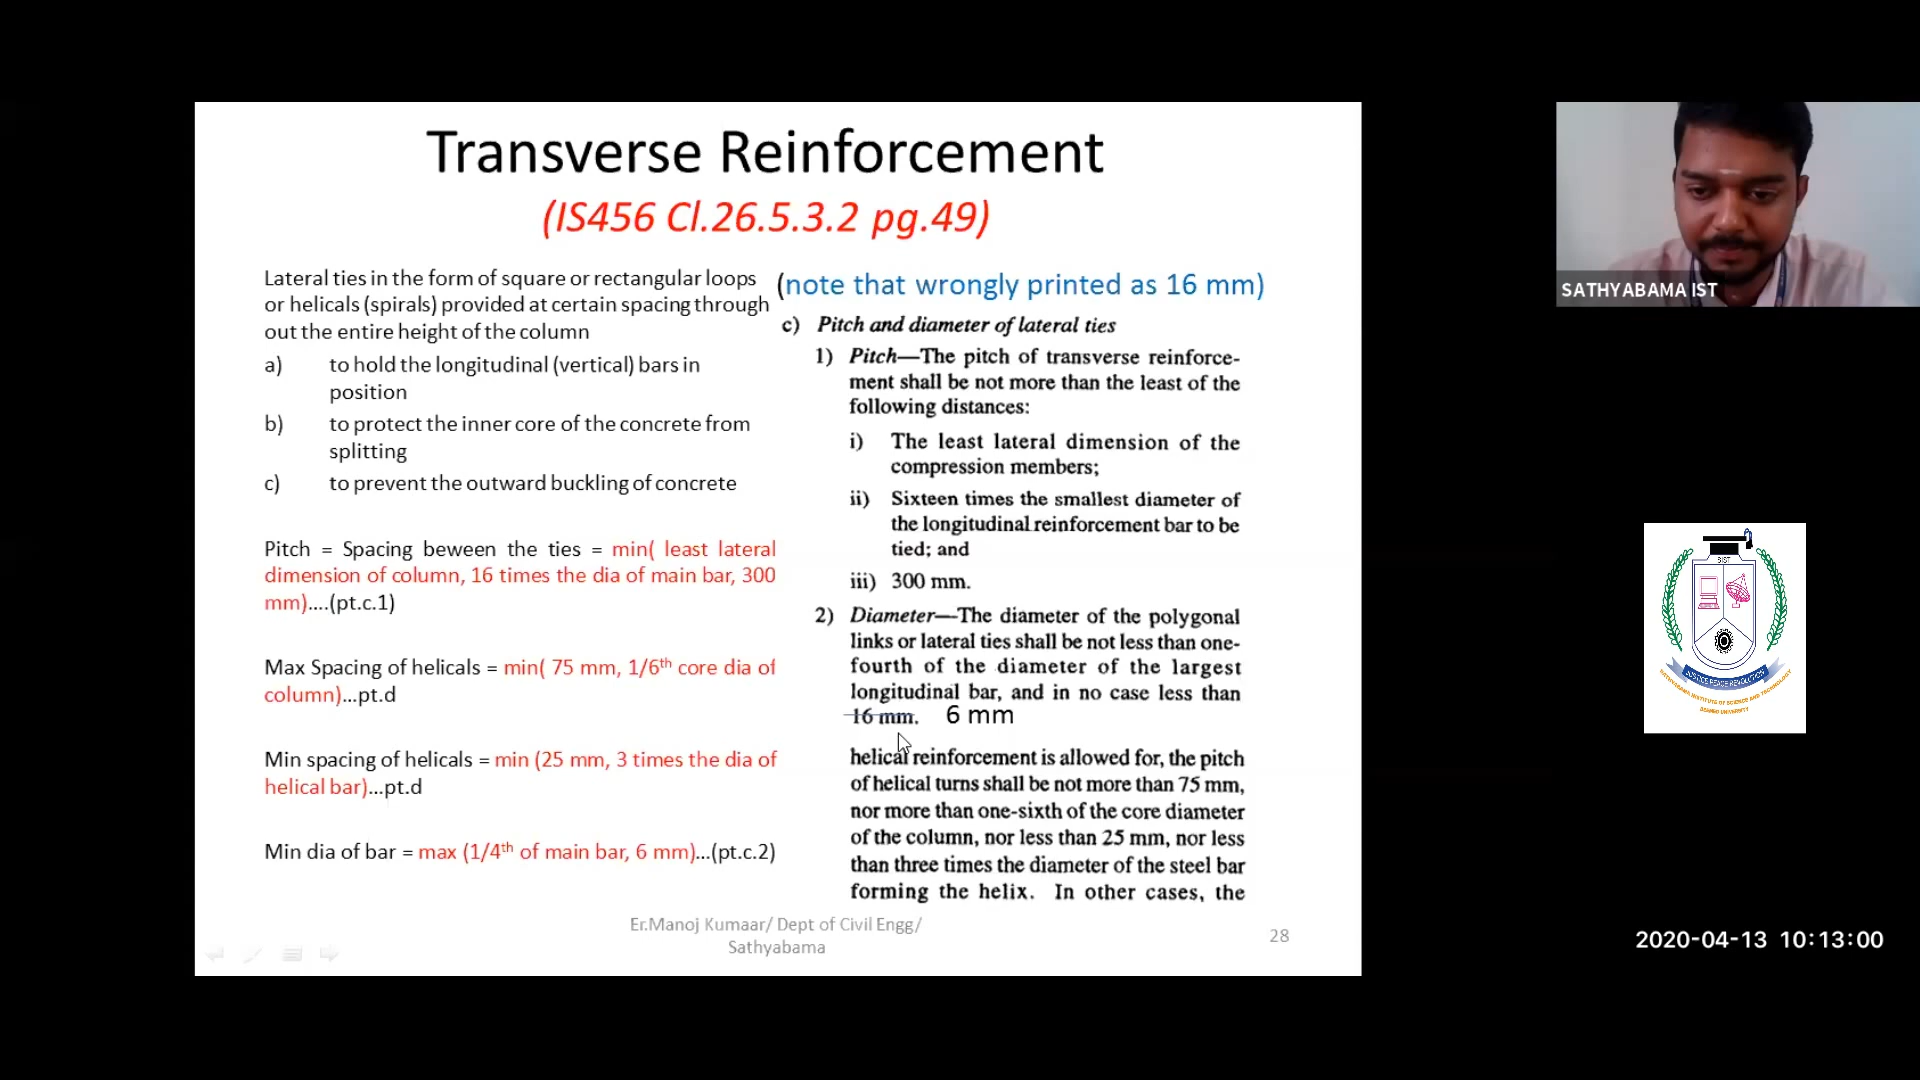 Transverse Reinforcement
(IS456 Cl.26.5.3.2 pg.49)
Lateral ties in the form of square or rectangular loops
or helicals (spirals) provided at certain spacing through
out the entire height of the column
a) to hold the longitudinal (vertical) bars in
position
b) to protect the inner core of the concrete from
splitting
c) to prevent the outward buckling of concrete
Pitch = Spacing beween the ties = min( least lateral
dimension of column, 16 times the dia of main bar, 300
mm)....(pt.c.1)
Max Spacing of helicals = min( 75 mm, 1/6th core dia of
column)...pt.d
Min spacing of helicals = min (25 mm, 3 times the dia of
helical bar)...pt.d
Min dia of bar = max (1/4th of main bar, 6 mm)...(pt.c.2)
(note that wrongly printed as 16 mm)
c) Pitch and diameter of lateral ties
1) Pitch—The pitch of transverse reinforce-
ment shall be not more than the least of the
following distances:
i) The least lateral dimension of the
compression members;
ii) Sixteen times the smallest diameter of
the longitudinal reinforcement bar to be
tied; and
iii) 300 mm.
2) Diameter—The diameter of the polygonal
links or lateral ties shall be not less than one-
fourth of the diameter of the largest
longitudinal bar, and in no case less than
16 mm. 6 mm
helical reinforcement is allowed for, the pitch
of helical turns shall be not more than 75 mm,
nor more than one-sixth of the core diameter
of the column, nor less than 25 mm, nor less
than three times the diameter of the steel bar
forming the helix. In other cases, the
Er.Manoj Kumaar/ Dept of Civil Engg/
Sathyabama
28
SATHYABAMA IST
SIST
JUSTICE PEACE REVOLUTION
SATHYABAMA INSTITUTE OF SCIENCE AND TECHNOLOGY
DEEMED UNIVERSITY
2020-04-13 10:13:00